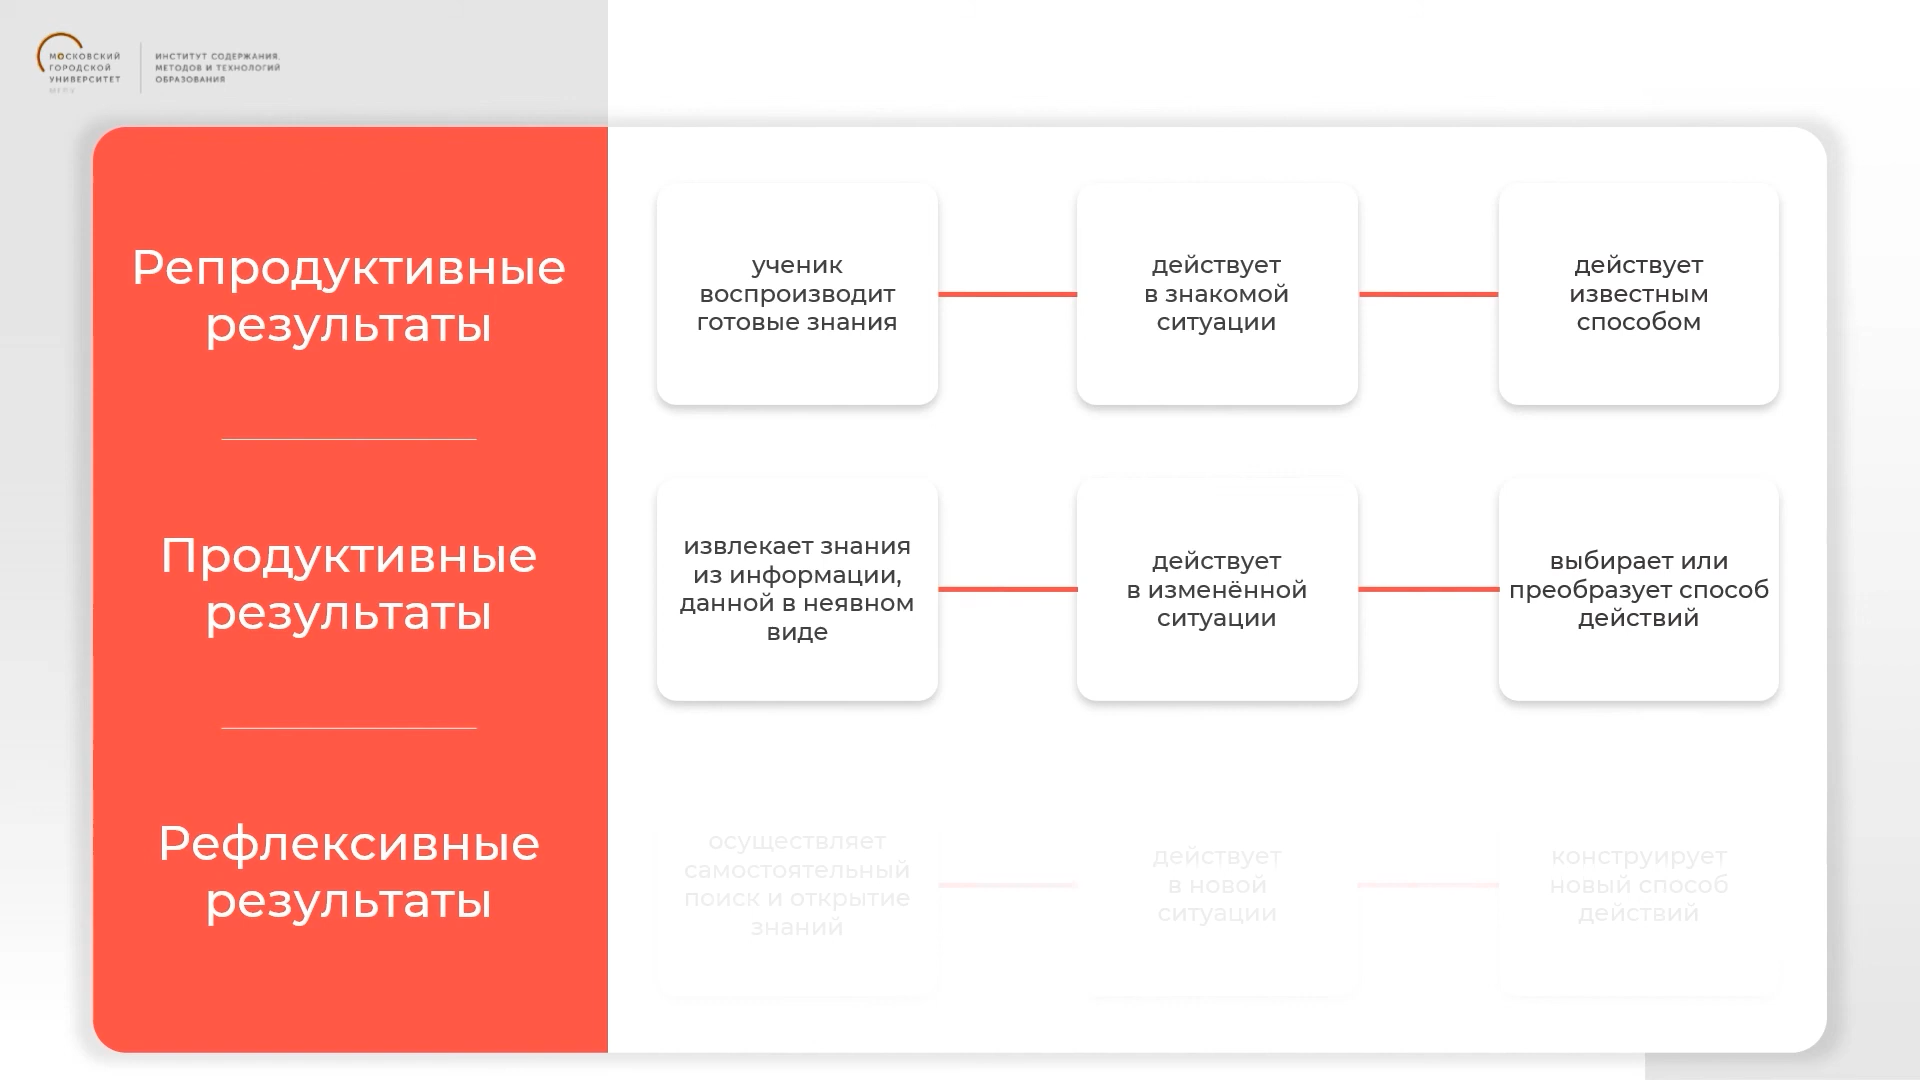 МОСКОВСКИЙ
ГОРОДСКОЙ
УНИВЕРСИТЕТ
МГПУ
ИНСТИТУТ СОДЕРЖАНИЯ,
МЕТОДОВ И ТЕХНОЛОГИЙ
ОБРАЗОВАНИЯ
Репродуктивные
результаты
ученик
воспроизводит
готовые знания
действует
в знакомой
ситуации
действует
известным
способом
Продуктивные
результаты
извлекает знания
из информации,
данной в неявном
виде
действует
в изменённой
ситуации
выбирает или
преобразует способ
действий
Рефлексивные
результаты
осуществляет
самостоятельный
поиск и открытие
знаний
действует
в новой
ситуации
конструирует
новый способ
действий